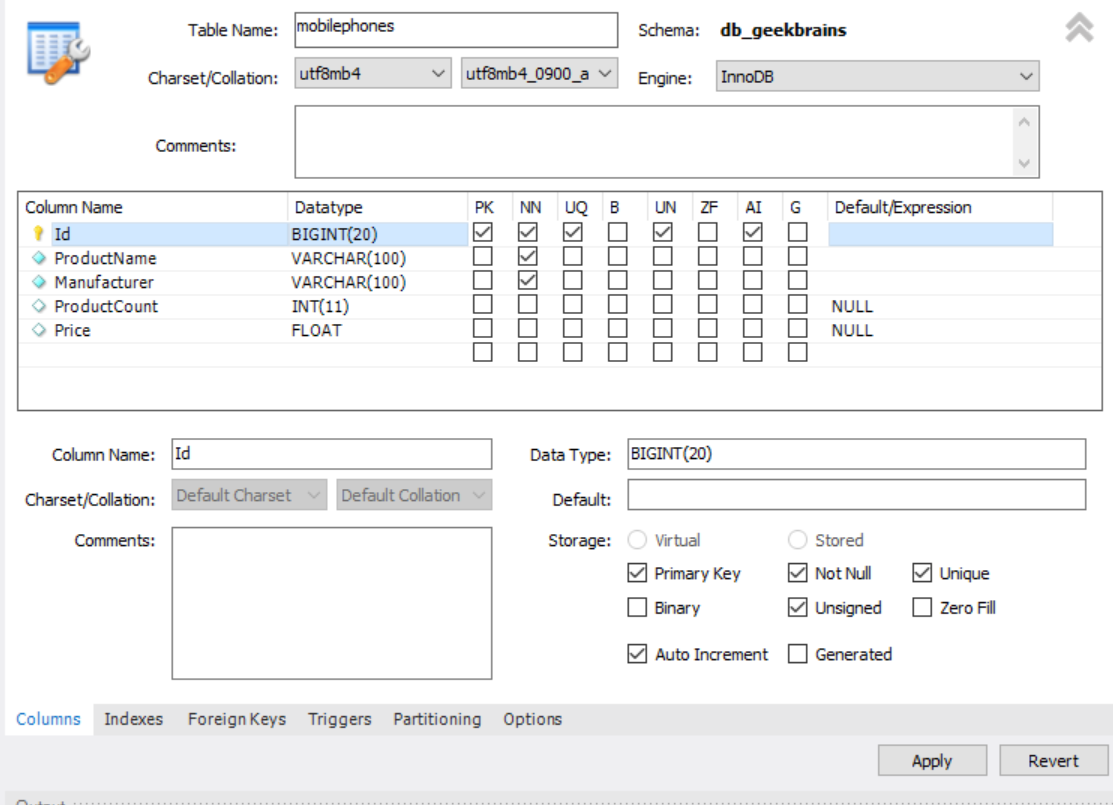 Table Name: mobilephones Schema: db_geekbrains
Charset/Collation: utf8mb4 utf8mb4_0900_a Engine: InnoDB
Comments:
Column Name Datatype PK NN UQ B UN ZF AI G Default/Expression
Id BIGINT(20)
ProductName VARCHAR(100)
Manufacturer VARCHAR(100)
ProductCount INT(11) NULL
Price FLOAT NULL
Column Name: Id Data Type: BIGINT(20)
Charset/Collation: Default Charset Default Collation Default:
Comments: Storage: Virtual Stored
Primary Key Not Null Unique
Binary Unsigned Zero Fill
Auto Increment Generated
Columns Indexes Foreign Keys Triggers Partitioning Options
Apply Revert